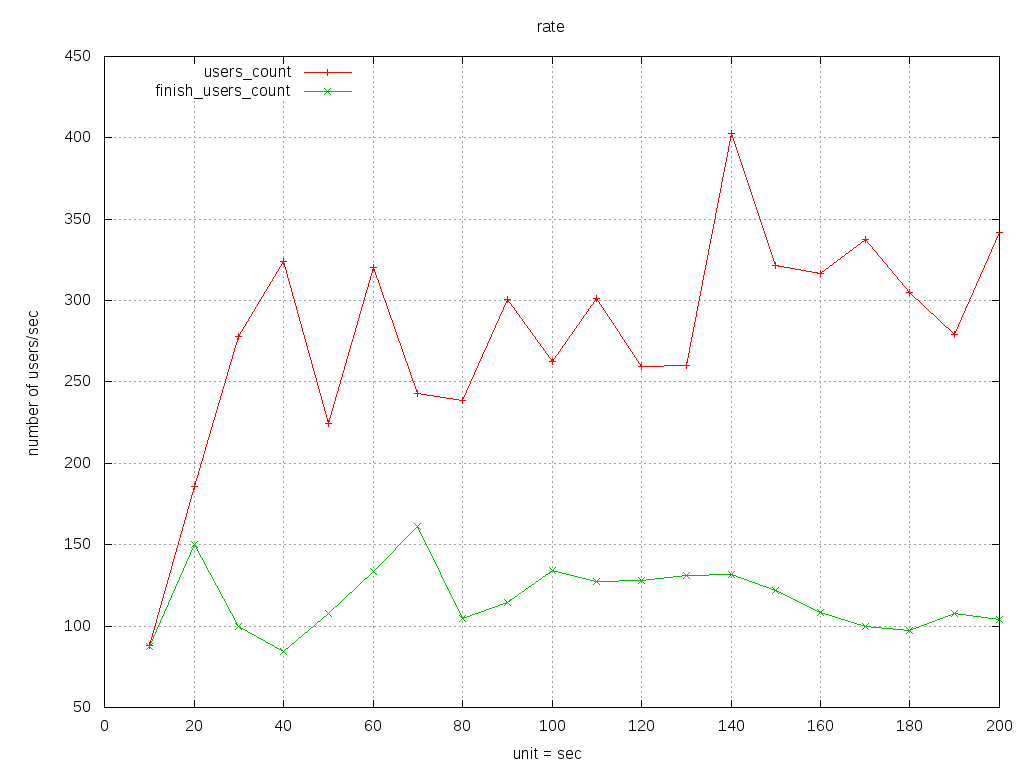 rate
users_count
finish_users_count
450
400
350
300
250
200
150
100
50
number of users/sec
0 20 40 60 80 100 120 140 160 180 200
unit = sec